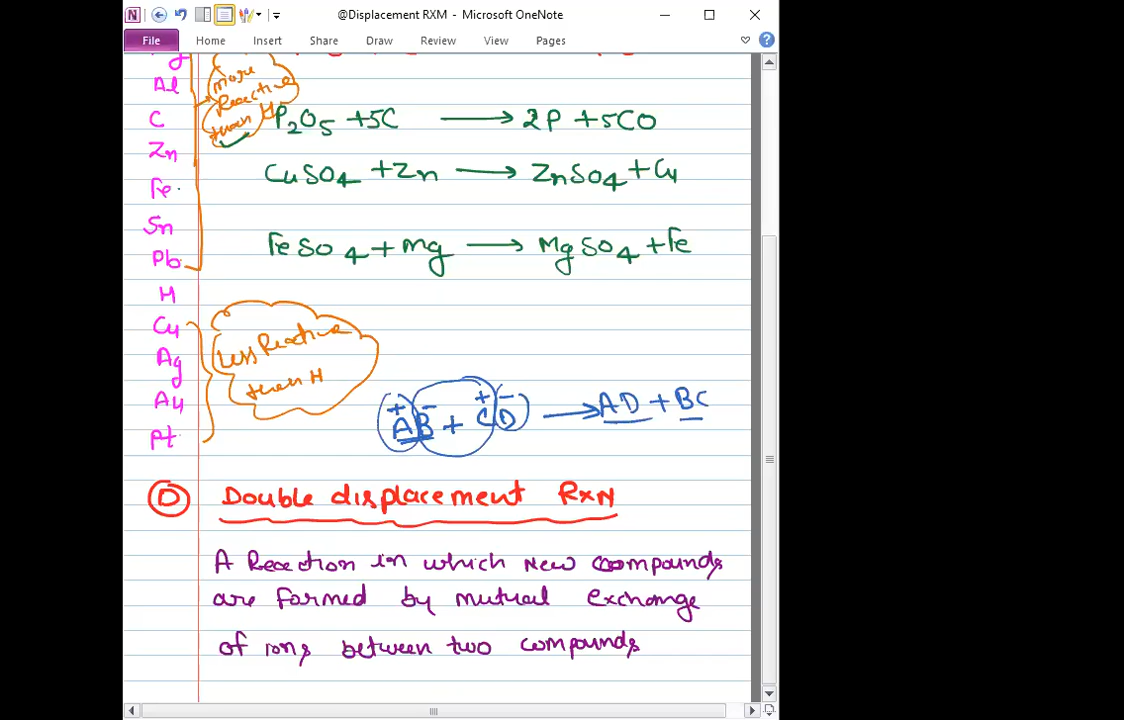 @Displacement RXM - Microsoft OneNote
File Home Insert Share Draw Review View Pages
Al
C
Zn
Fe
Sn
Pb
H
Cu
Ag
Au
Pt
more
Reactive
than H
P₂O₅ +5C ⟶ 2P +5CO
CuSO₄ +Zn ⟶ ZnSO₄ +Cu
FeSO₄ +Mg ⟶ MgSO₄ +Fe
Less Reactive
than H
A⁺B⁻ + C⁺D⁻ ⟶ AD + BC
D Double displacement RxN
A Reaction in which New compounds
are formed by mutual exchange
of ions between two compounds